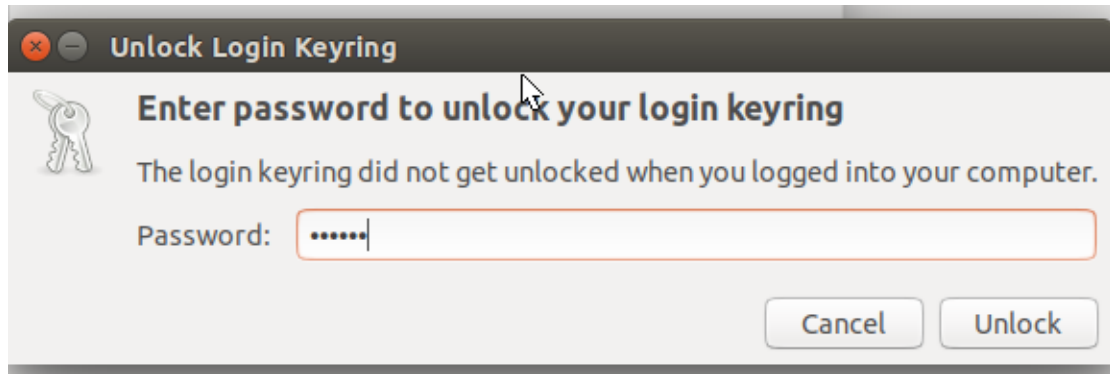 Unlock Login Keyring
Enter password to unlock your login keyring
The login keyring did not get unlocked when you logged into your computer.
Password: ••••••
Cancel Unlock